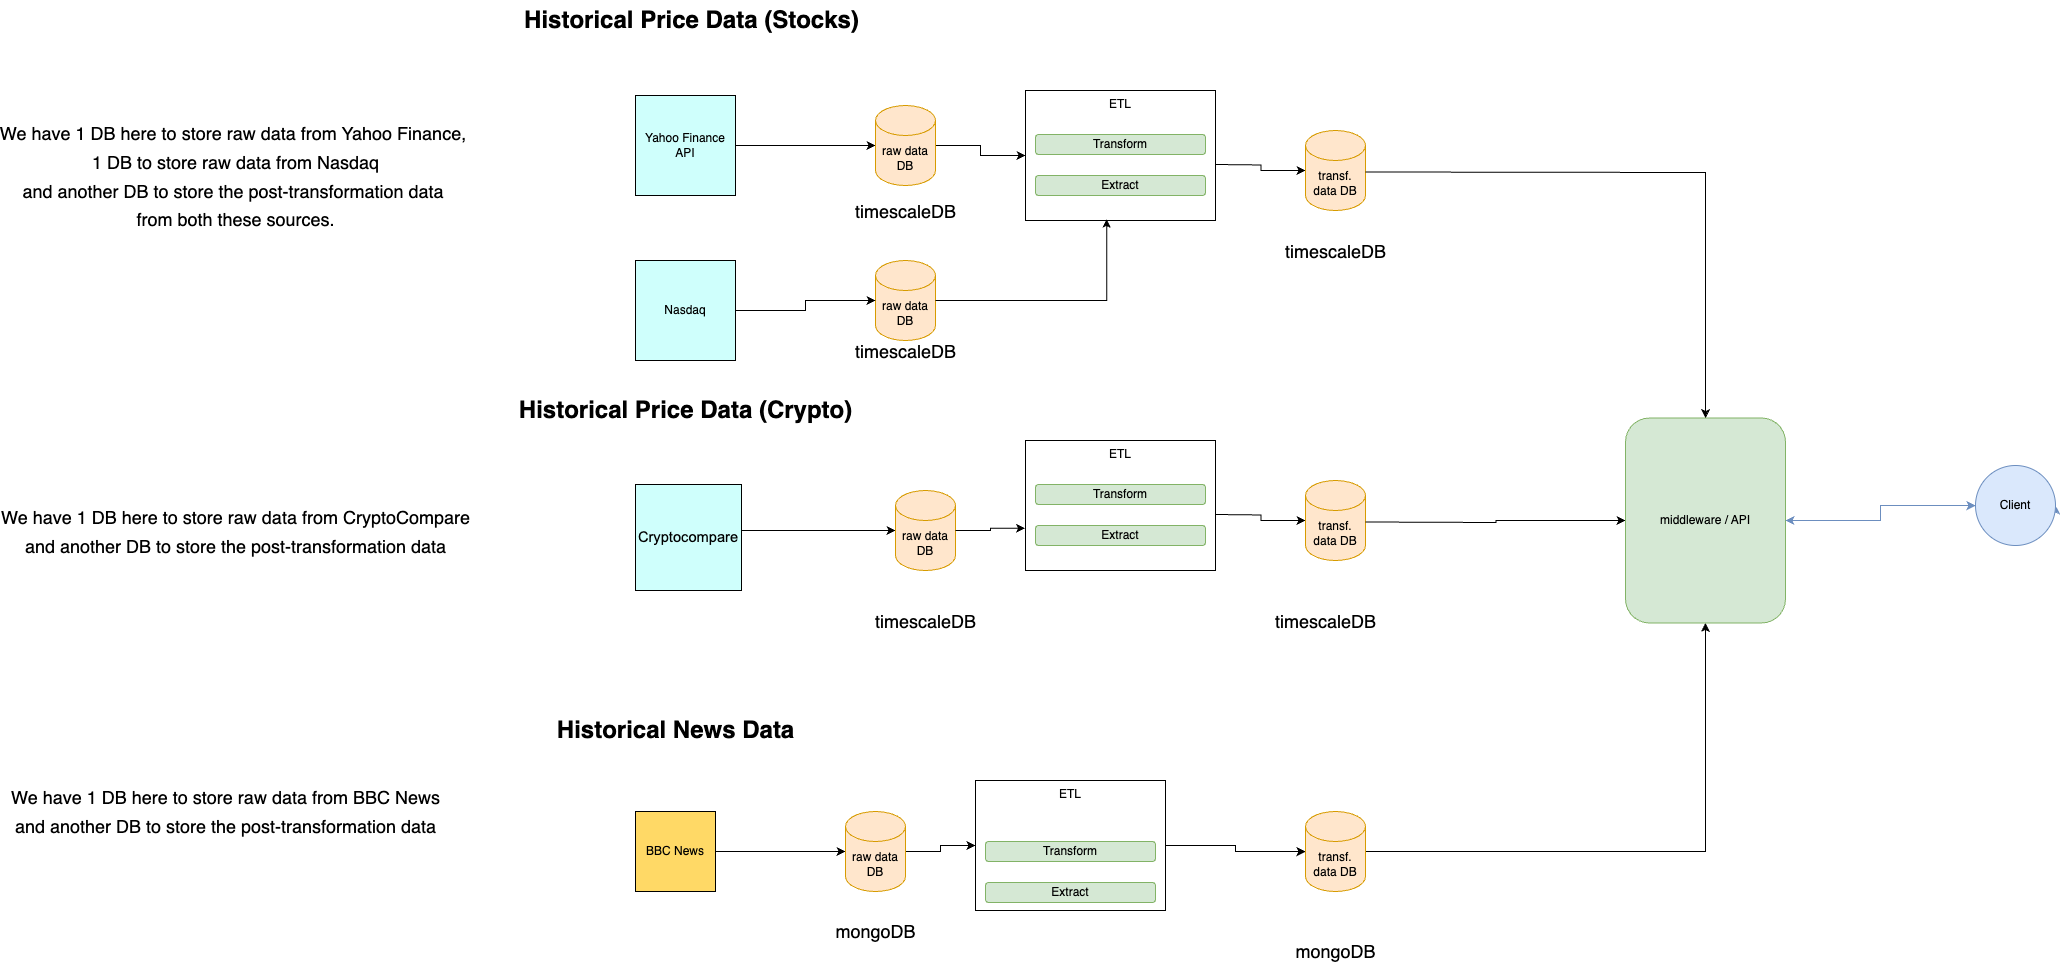 Historical Price Data (Stocks)
We have 1 DB here to store raw data from Yahoo Finance,
1 DB to store raw data from Nasdaq
and another DB to store the post-transformation data
from both these sources.
Yahoo Finance
API
raw data
DB
timescaleDB
ETL
Transform
Extract
transf.
data DB
timescaleDB
Nasdaq
raw data
DB
timescaleDB
Historical Price Data (Crypto)
We have 1 DB here to store raw data from CryptoCompare
and another DB to store the post-transformation data
Cryptocompare
raw data
DB
timescaleDB
ETL
Transform
Extract
transf.
data DB
timescaleDB
middleware / API
Client
Historical News Data
We have 1 DB here to store raw data from BBC News
and another DB to store the post-transformation data
BBC News
raw data
DB
mongoDB
ETL
Transform
Extract
transf.
data DB
mongoDB